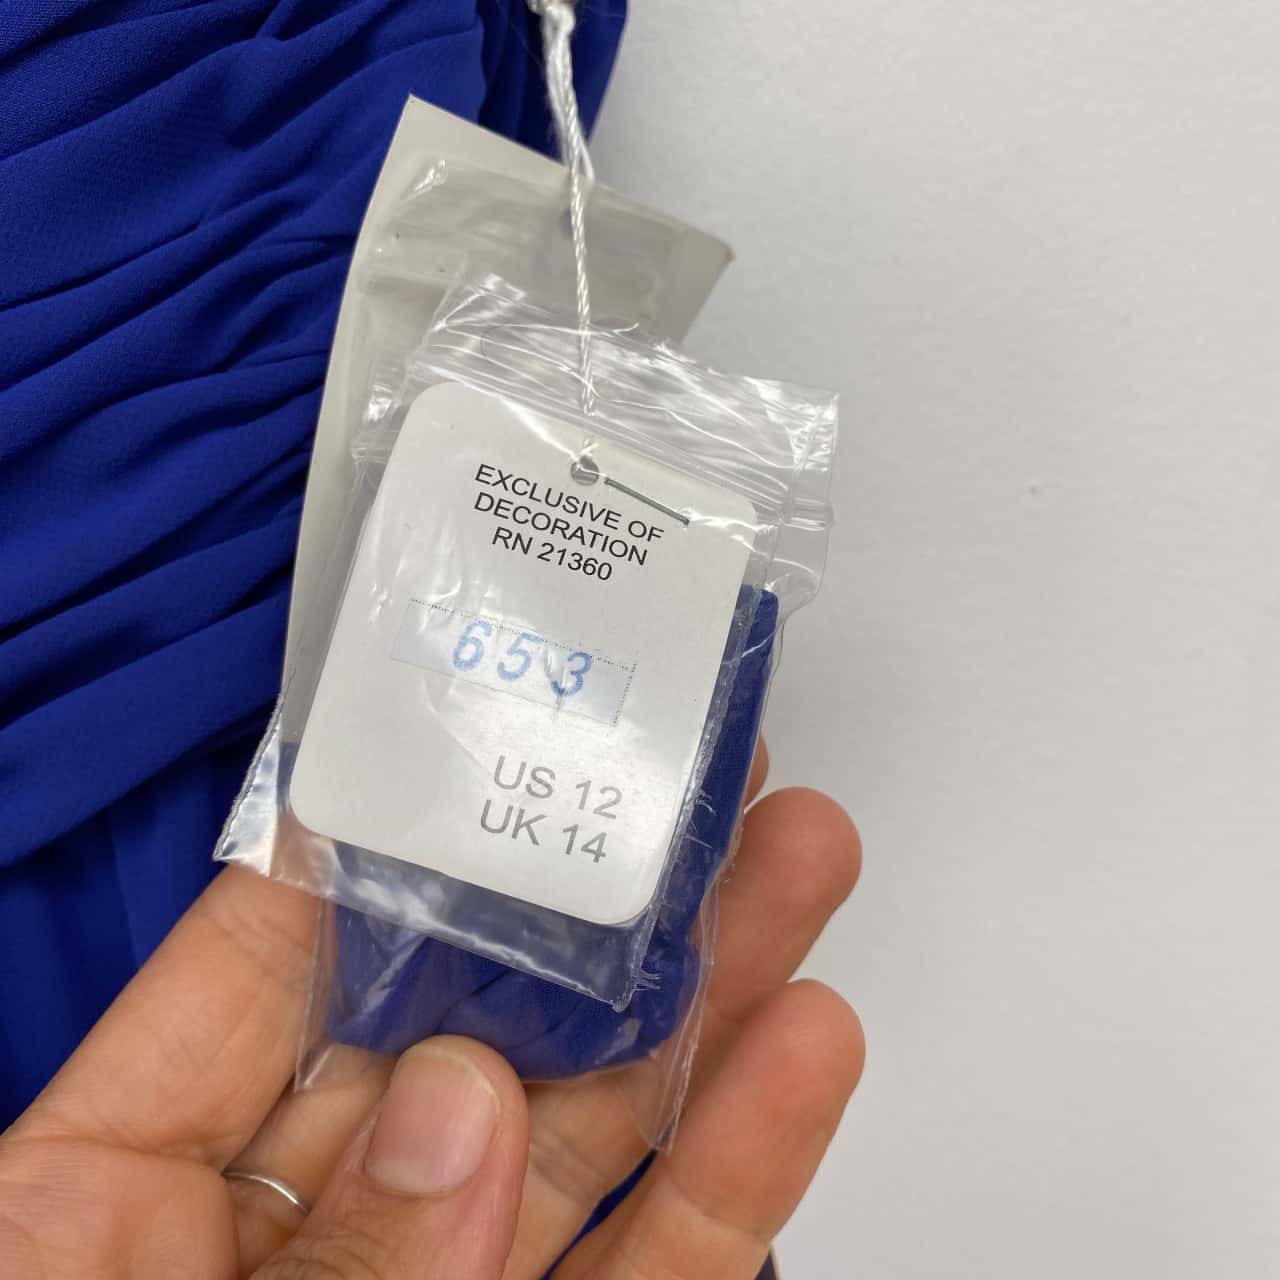 EXCLUSIVE OF
DECORATION
RN 21360
653
US 12
UK 14